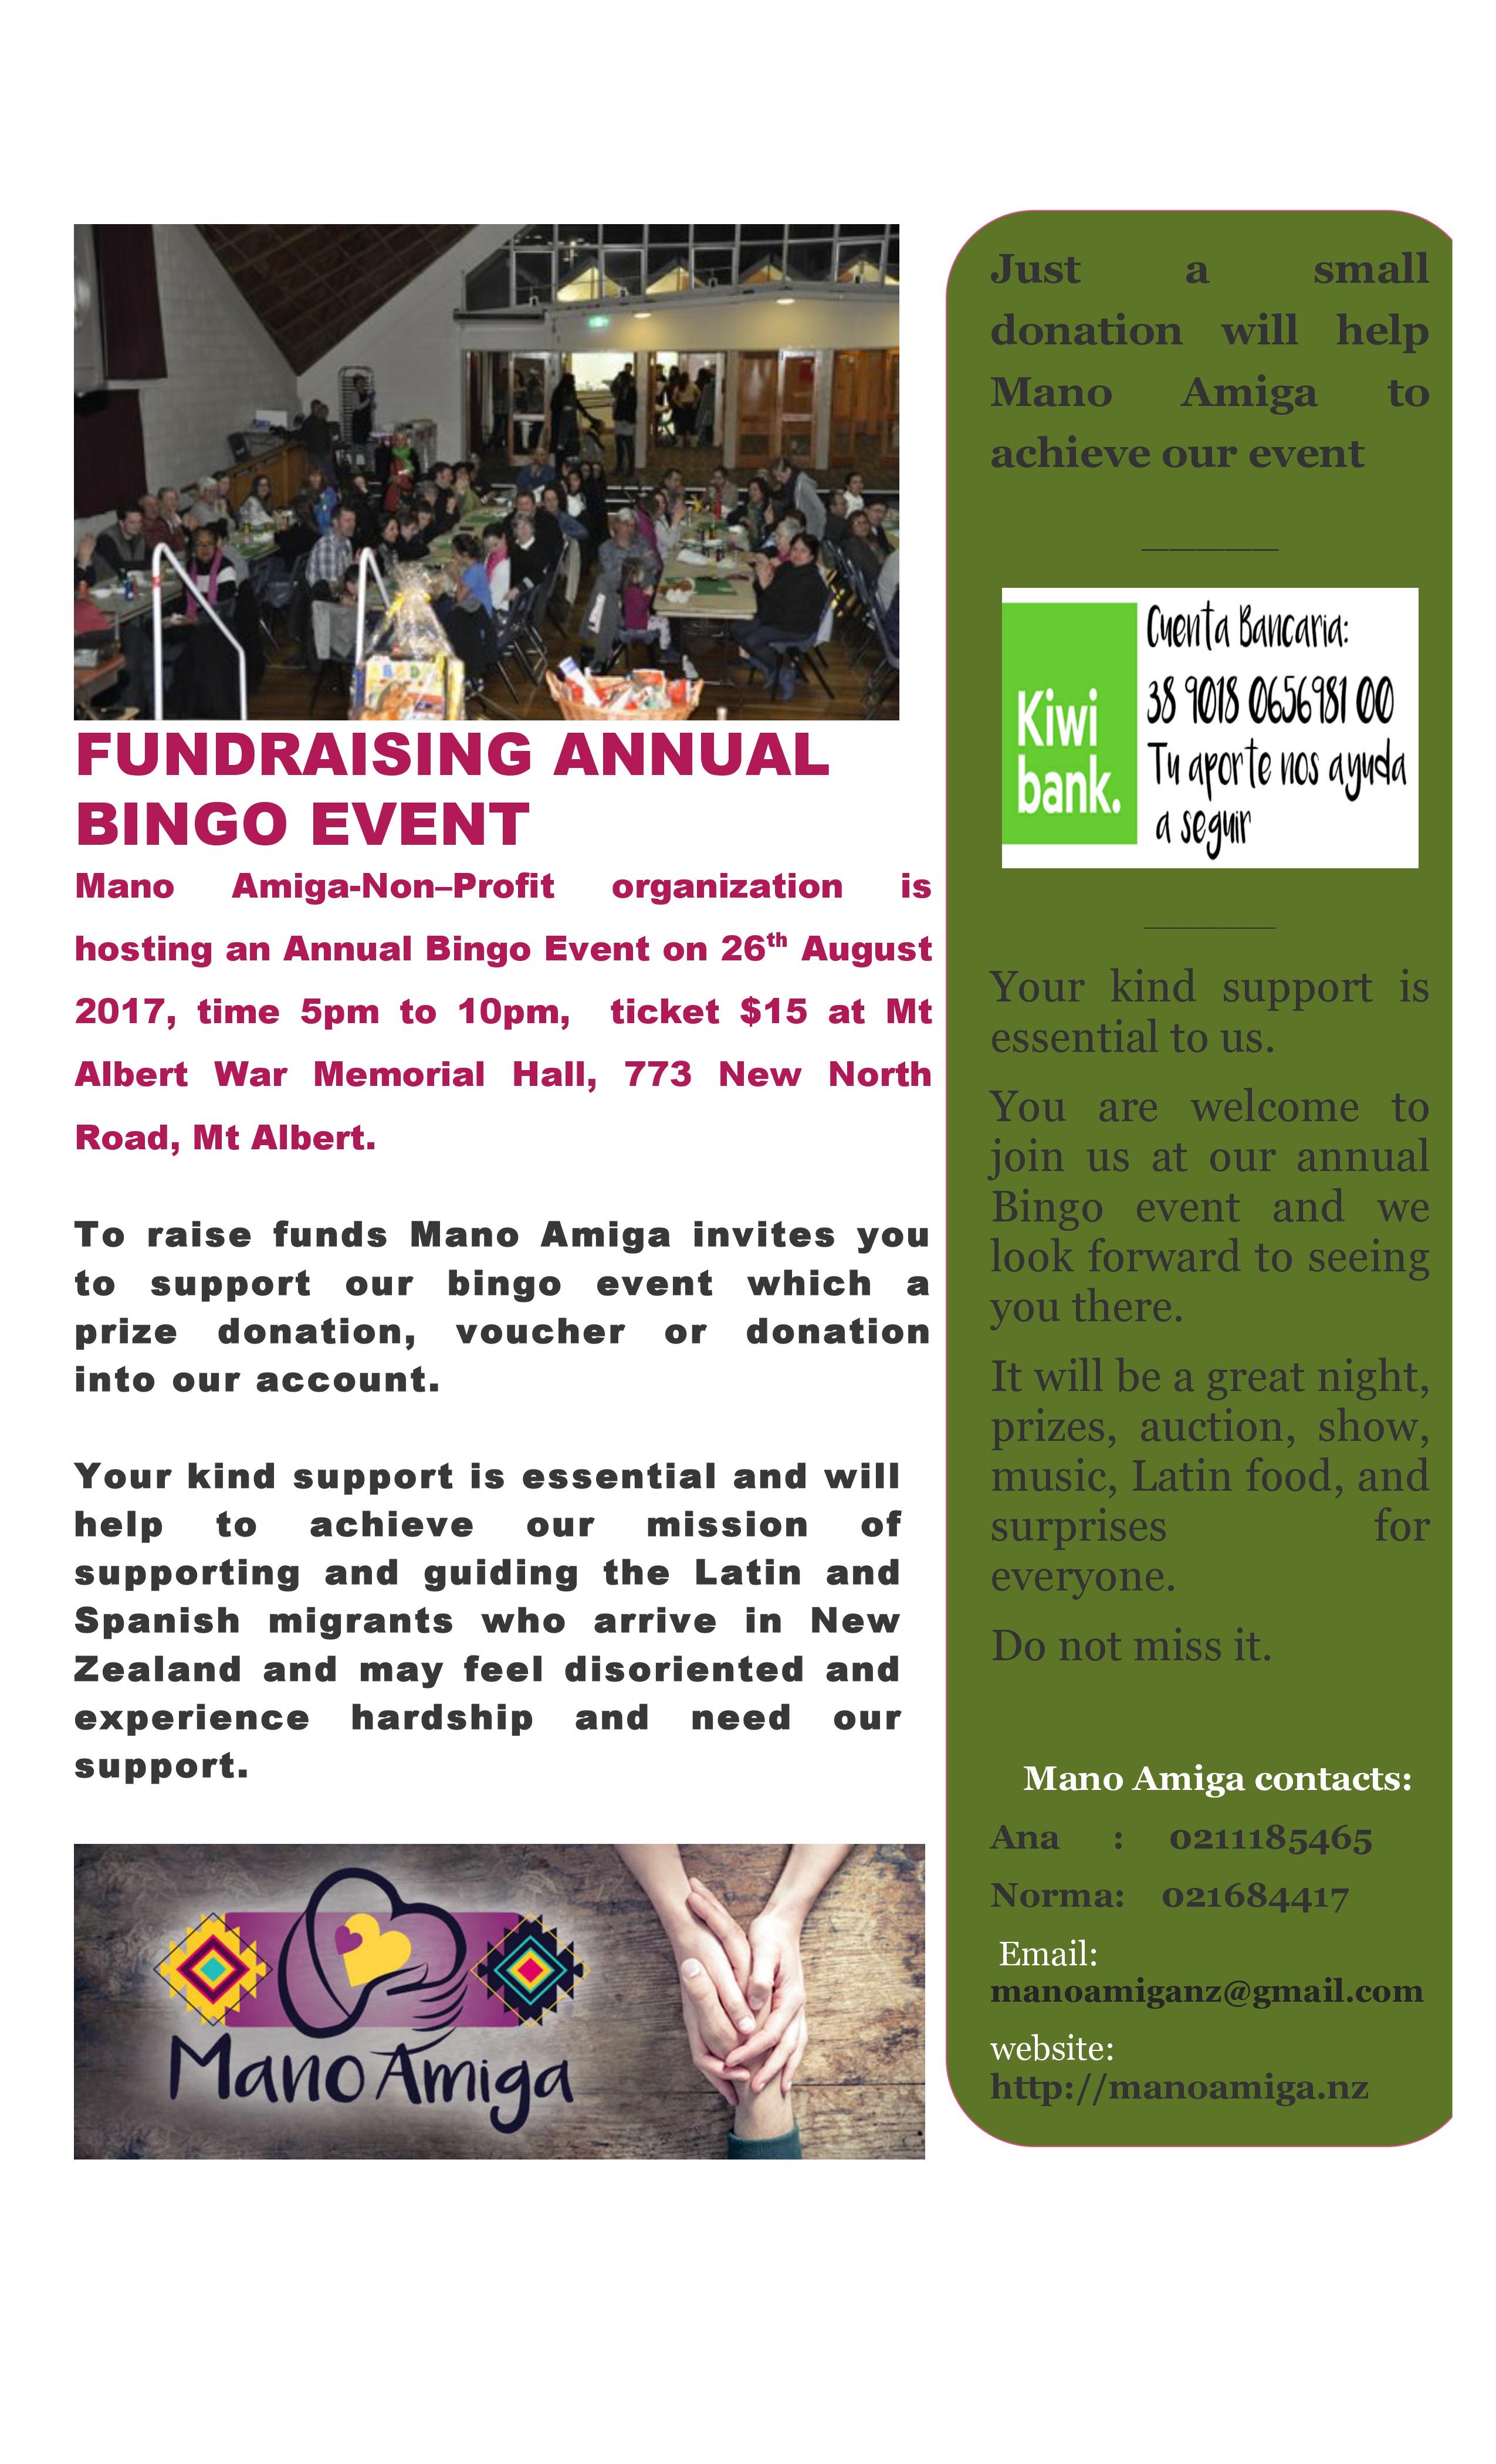 FUNDRAISING ANNUAL
BINGO EVENT
Mano Amiga-Non–Profit organization is
hosting an Annual Bingo Event on 26th August
2017, time 5pm to 10pm, ticket $15 at Mt
Albert War Memorial Hall, 773 New North
Road, Mt Albert.
To raise funds Mano Amiga invites you
to support our bingo event which a
prize donation, voucher or donation
into our account.
Your kind support is essential and will
help to achieve our mission of
supporting and guiding the Latin and
Spanish migrants who arrive in New
Zealand and may feel disoriented and
experience hardship and need our
support.
Mano Amiga
Just a small
donation will help
Mano Amiga to
achieve our event
Kiwi
bank.
Cuenta Bancaria:
38 9018 0656981 00
Tu aporte nos ayuda
a seguir
Your kind support is
essential to us.
You are welcome to
join us at our annual
Bingo event and we
look forward to seeing
you there.
It will be a great night,
prizes, auction, show,
music, Latin food, and
surprises for
everyone.
Do not miss it.
Mano Amiga contacts:
Ana : 0211185465
Norma: 021684417
Email:
manoamiganz@gmail.com
website:
http://manoamiga.nz